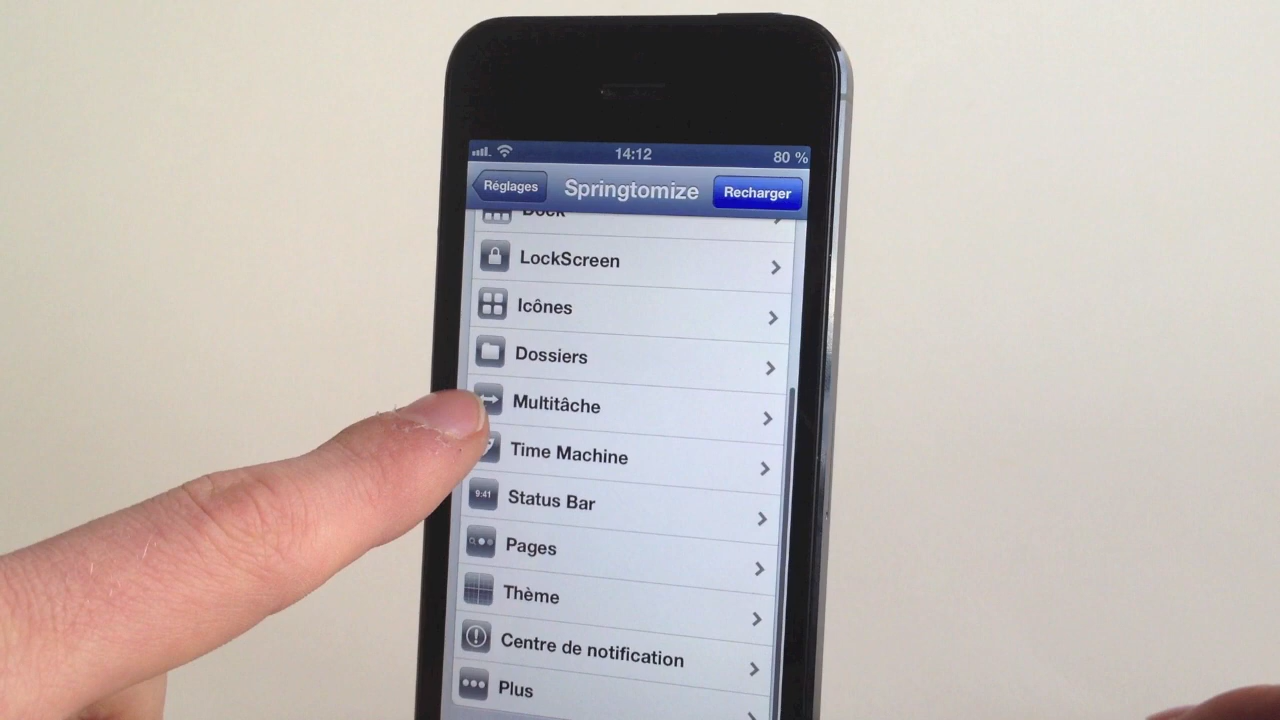 14:12
80 %
Réglages
Springtomize
Recharger
Dock
LockScreen
Icônes
Dossiers
Multitâche
Time Machine
9:41
Status Bar
Pages
Thème
Centre de notification
Plus